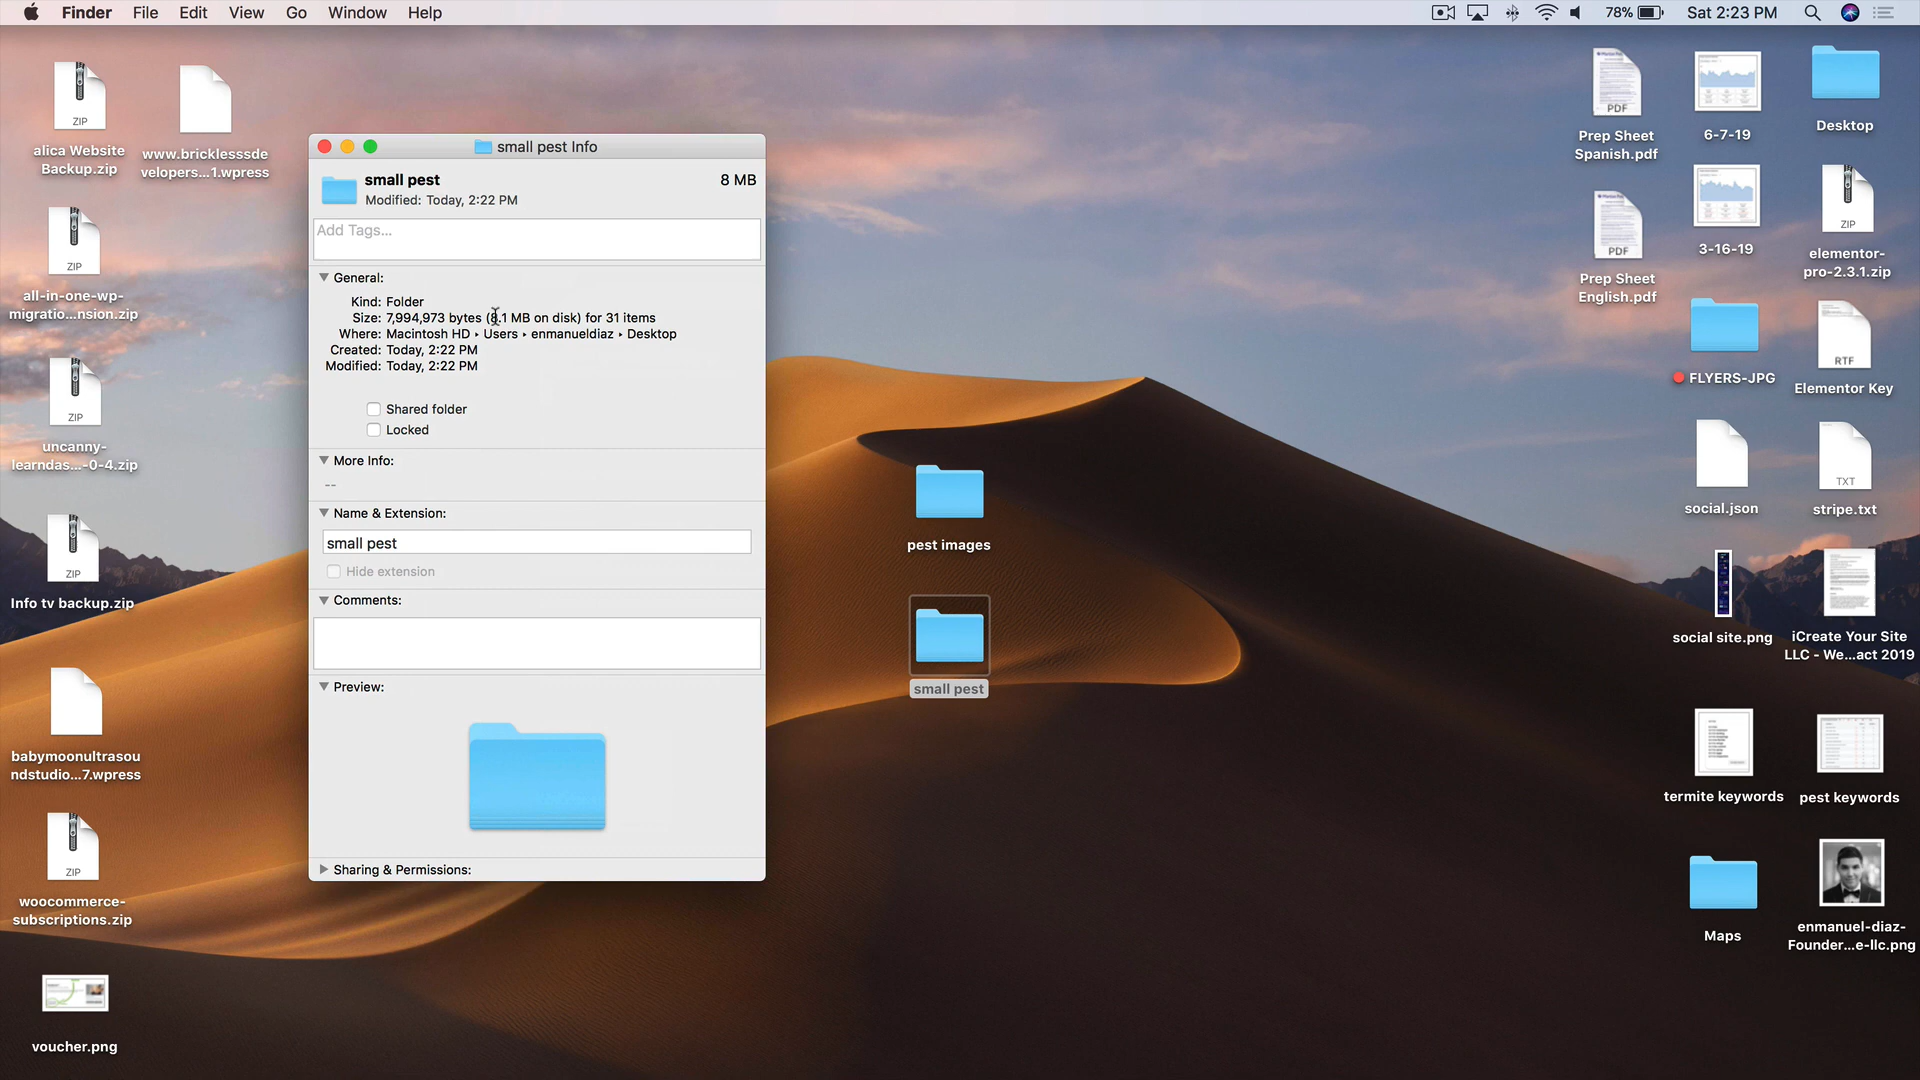 Finder File Edit View Go Window Help
78% Sat 2:23 PM
ZIP
alica Website
Backup.zip
www.bricklesssde
velopers...1.wpress
ZIP
all-in-one-wp-
migratio...nsion.zip
ZIP
uncanny-
learndas...-0-4.zip
ZIP
Info tv backup.zip
babymoonultrasou
ndstudio...7.wpress
ZIP
woocommerce-
subscriptions.zip
voucher.png
small pest Info
small pest 8 MB
Modified: Today, 2:22 PM
Add Tags...
General:
Kind: Folder
Size: 7,994,973 bytes (8.1 MB on disk) for 31 items
Where: Macintosh HD ▸ Users ▸ enmanueldiaz ▸ Desktop
Created: Today, 2:22 PM
Modified: Today, 2:22 PM
Shared folder
Locked
More Info:
--
Name & Extension:
small pest
Hide extension
Comments:
Preview:
Sharing & Permissions:
pest images
small pest
PDF
Prep Sheet
Spanish.pdf
6-7-19
Desktop
PDF
Prep Sheet
English.pdf
3-16-19
ZIP
elementor-
pro-2.3.1.zip
FLYERS-JPG
RTF
Elementor Key
social.json
TXT
stripe.txt
social site.png
iCreate Your Site
LLC - We...act 2019
termite keywords
pest keywords
Maps
enmanuel-diaz-
Founder...e-llc.png